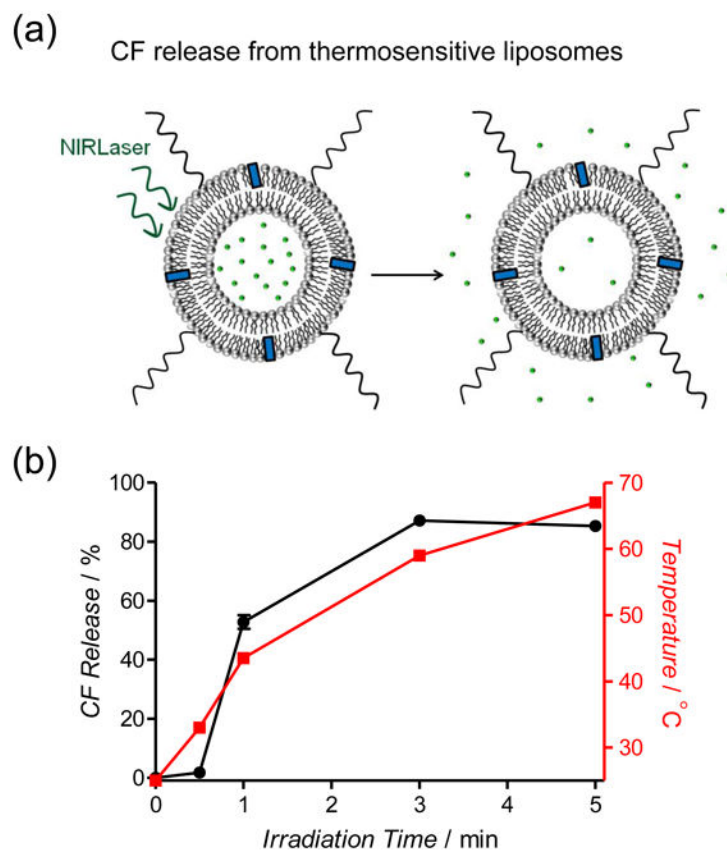 (a)
CF release from thermosensitive liposomes
NIRLaser
(b)
100
80
60
40
20
0
CF Release / %
70
60
50
40
30
Temperature / °C
0 1 2 3 4 5
Irradiation Time / min